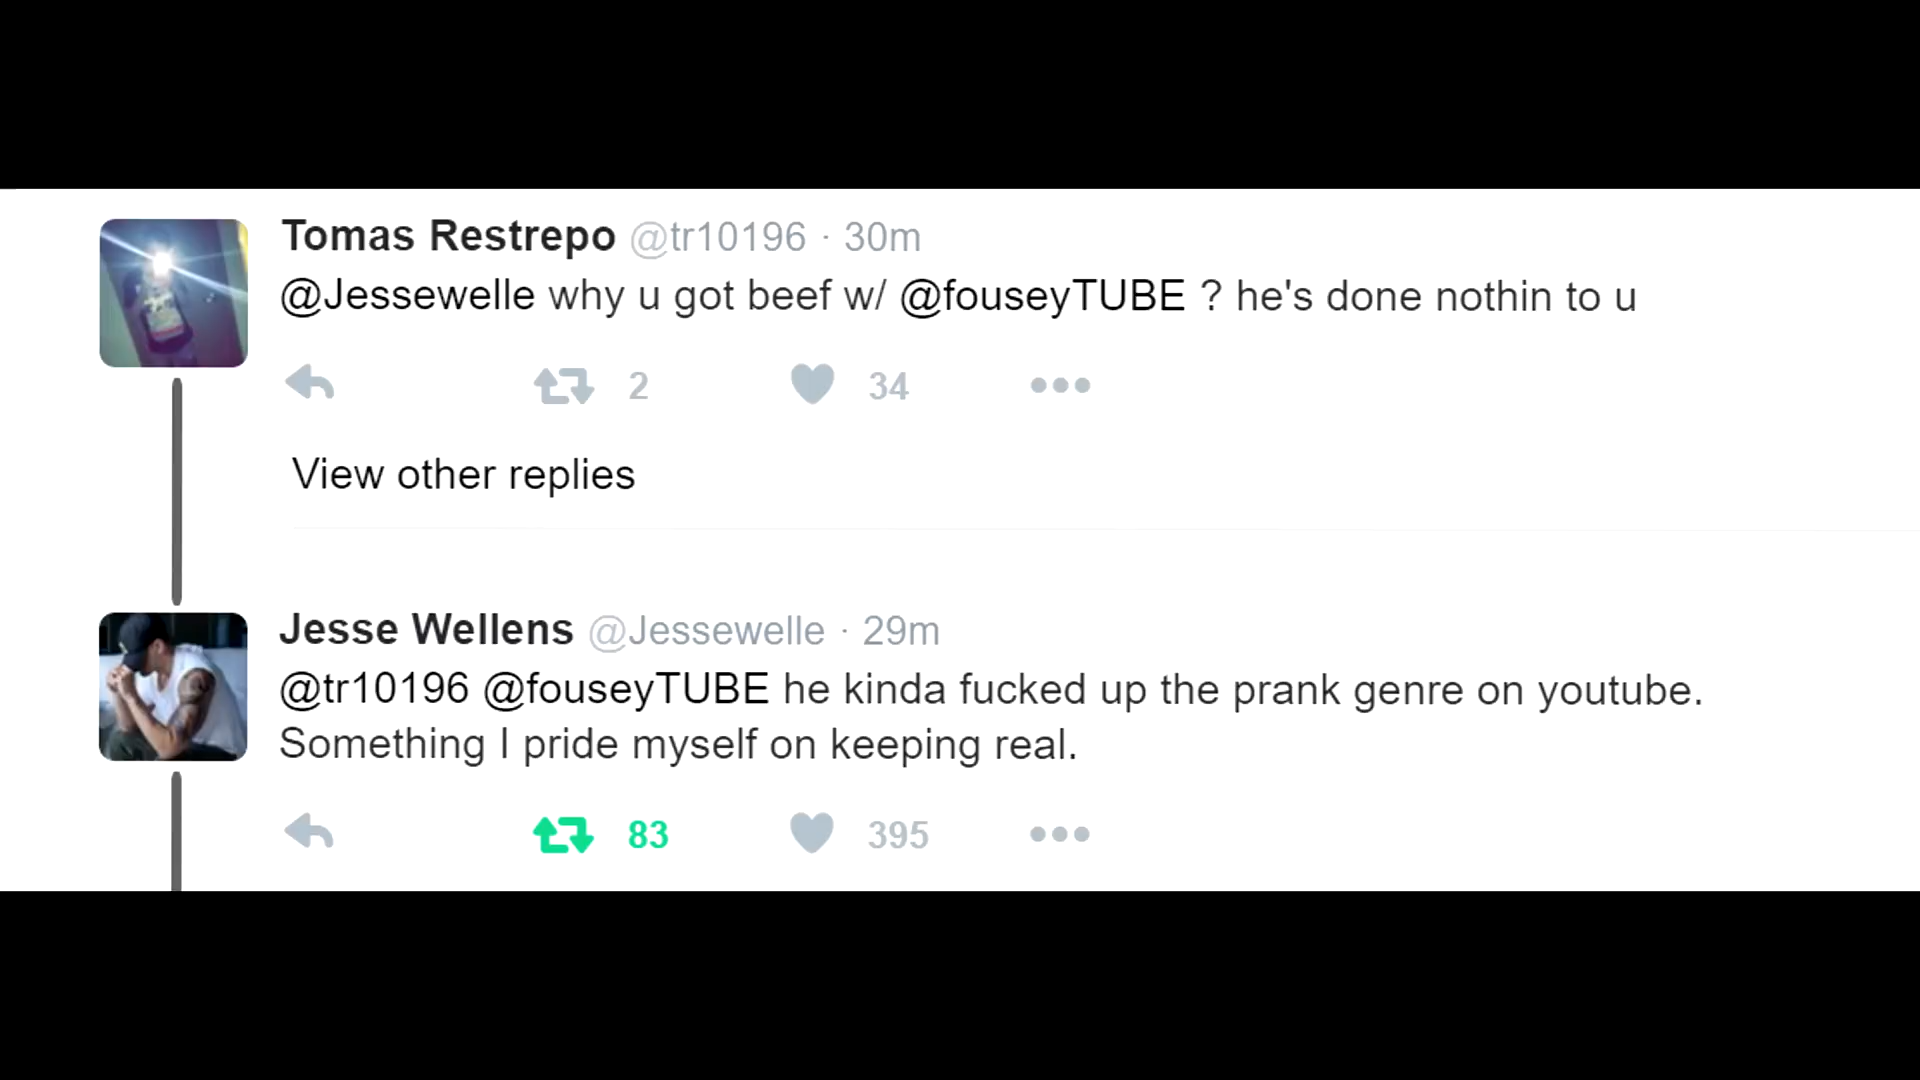 Tomas Restrepo @tr10196 · 30m
@Jessewelle why u got beef w/ @fouseyTUBE ? he's done nothin to u
2 34 •••
View other replies
Jesse Wellens @Jessewelle · 29m
@tr10196 @fouseyTUBE he kinda fucked up the prank genre on youtube.
Something I pride myself on keeping real.
83 395 •••